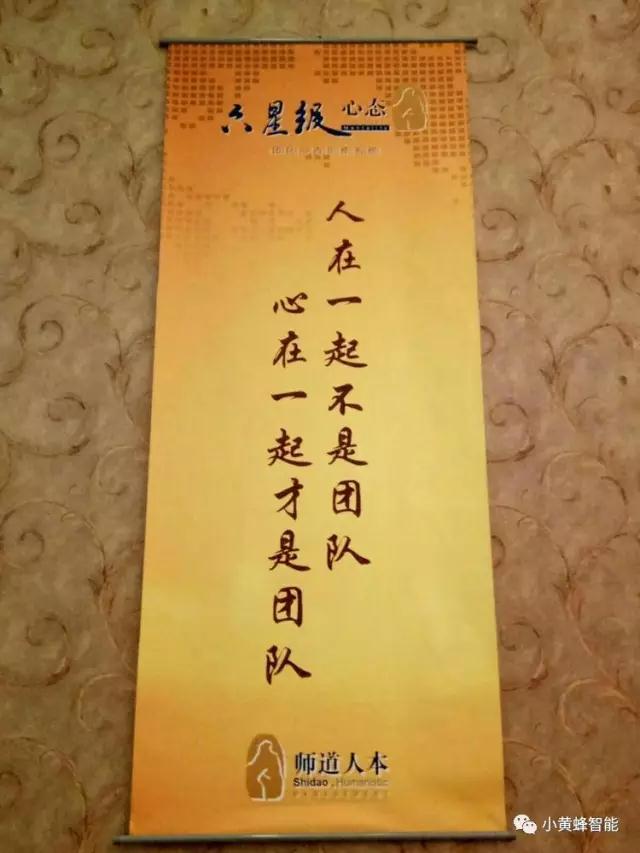 六星级心态
Mentality
人在一起不是团队
心在一起才是团队
师道人本
Shidao.Humanistic
小黄蜂智能